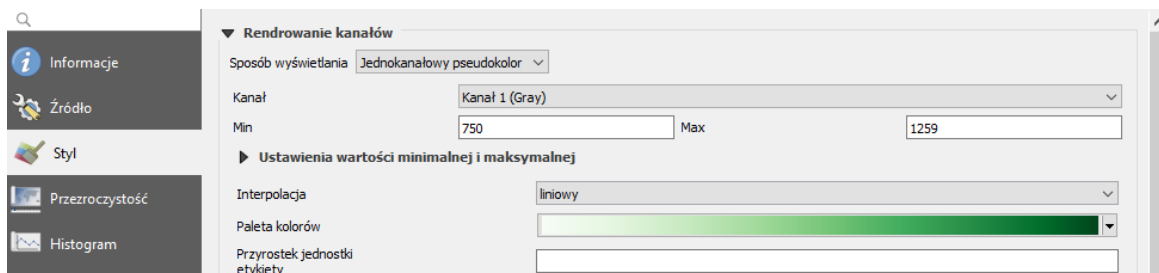 Informacje
Źródło
Styl
Przezroczystość
Histogram
Rendrowanie kanałów
Sposób wyświetlania Jednokanałowy pseudokolor
Kanał Kanał 1 (Gray)
Min 750 Max 1259
Ustawienia wartości minimalnej i maksymalnej
Interpolacja liniowy
Paleta kolorów
Przyrostek jednostki
etykiety